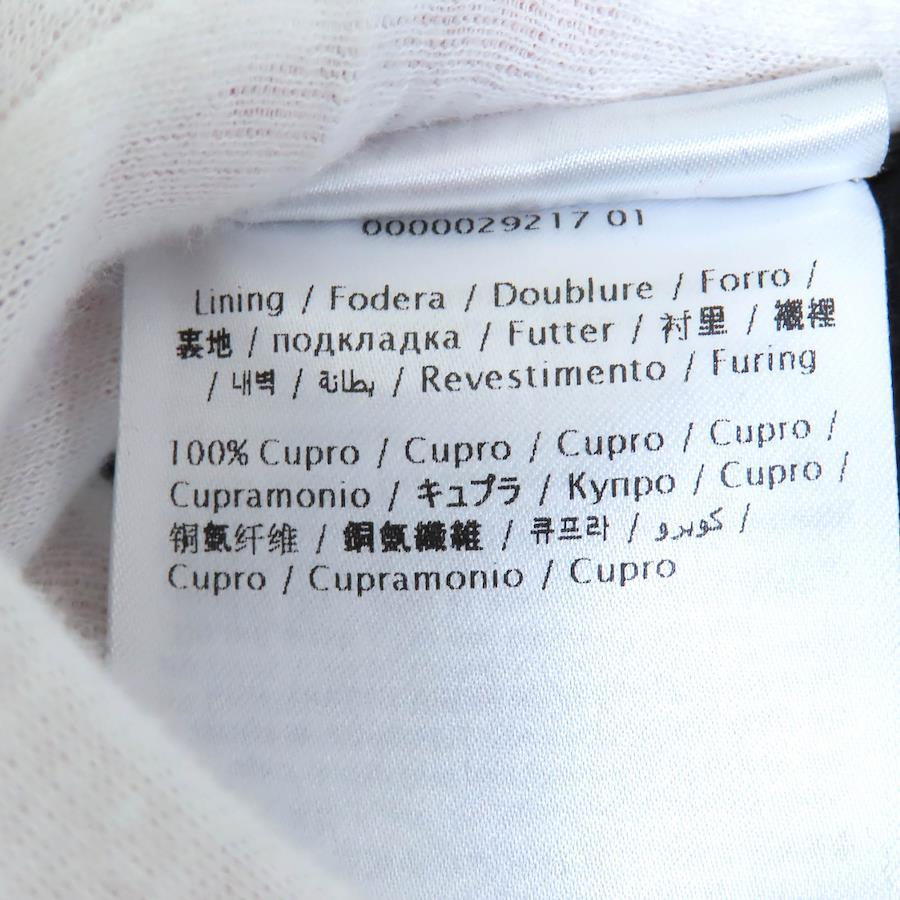 0000029217 01
Lining / Fodera / Doublure / Forro /
裏地 / подкладка / Futter / 衬里 / 襯裡
/ 내벽 / بطانة / Revestimento / Furing
100% Cupro / Cupro / Cupro / Cupro /
Cupramonio / キュプラ / Купро / Cupro /
铜氨纤维 / 銅氨纖維 / 큐프라 / كوبرو /
Cupro / Cupramonio / Cupro